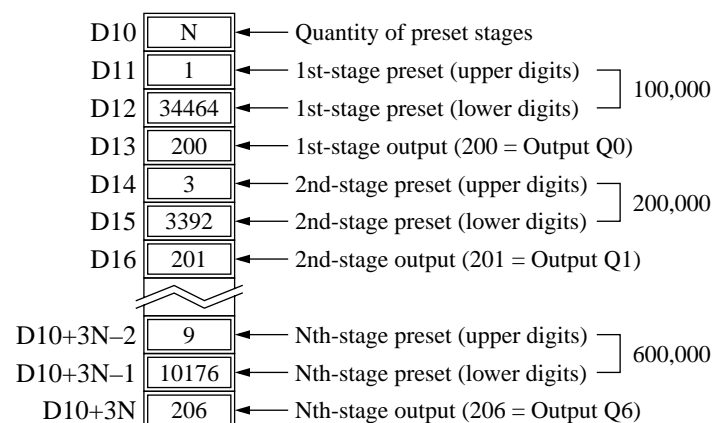 D10 N Quantity of preset stages
D11 1 1st-stage preset (upper digits)
100,000
D12 34464 1st-stage preset (lower digits)
D13 200 1st-stage output (200 = Output Q0)
D14 3 2nd-stage preset (upper digits)
200,000
D15 3392 2nd-stage preset (lower digits)
D16 201 2nd-stage output (201 = Output Q1)
D10+3N–2 9 Nth-stage preset (upper digits)
600,000
D10+3N–1 10176 Nth-stage preset (lower digits)
D10+3N 206 Nth-stage output (206 = Output Q6)